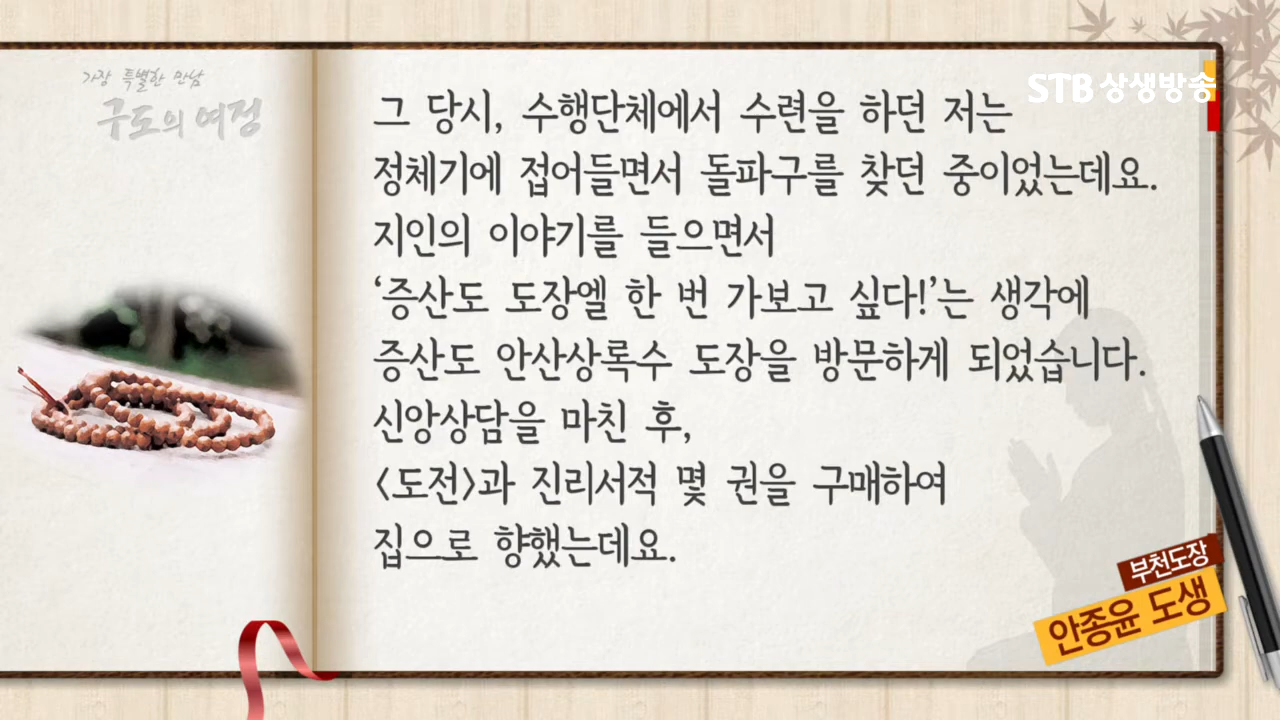 가장 특별한 만남
구도의 여정
STB 상생방송
그 당시, 수행단체에서 수련을 하던 저는
정체기에 접어들면서 돌파구를 찾던 중이었는데요.
지인의 이야기를 들으면서
‘증산도 도장엘 한 번 가보고 싶다!’는 생각에
증산도 안산상록수 도장을 방문하게 되었습니다.
신앙상담을 마친 후,
<도전>과 진리서적 몇 권을 구매하여
집으로 향했는데요.
부천도장
안종윤 도생